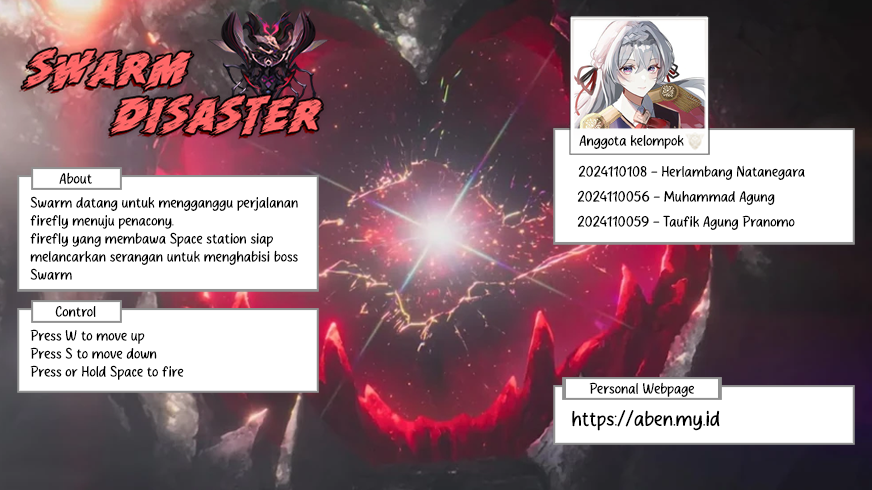 SWARM
DISASTER
About
Swarm datang untuk mengganggu perjalanan
firefly menuju penacony.
firefly yang membawa Space station siap
melancarkan serangan untuk menghabisi boss
Swarm
Control
Press W to move up
Press S to move down
Press or Hold Space to fire
Anggota kelompok
2024110108 - Herlambang Natanegara
2024110056 - Muhammad Agung
2024110059 - Taufik Agung Pranomo
Personal Webpage
https://aben.my.id